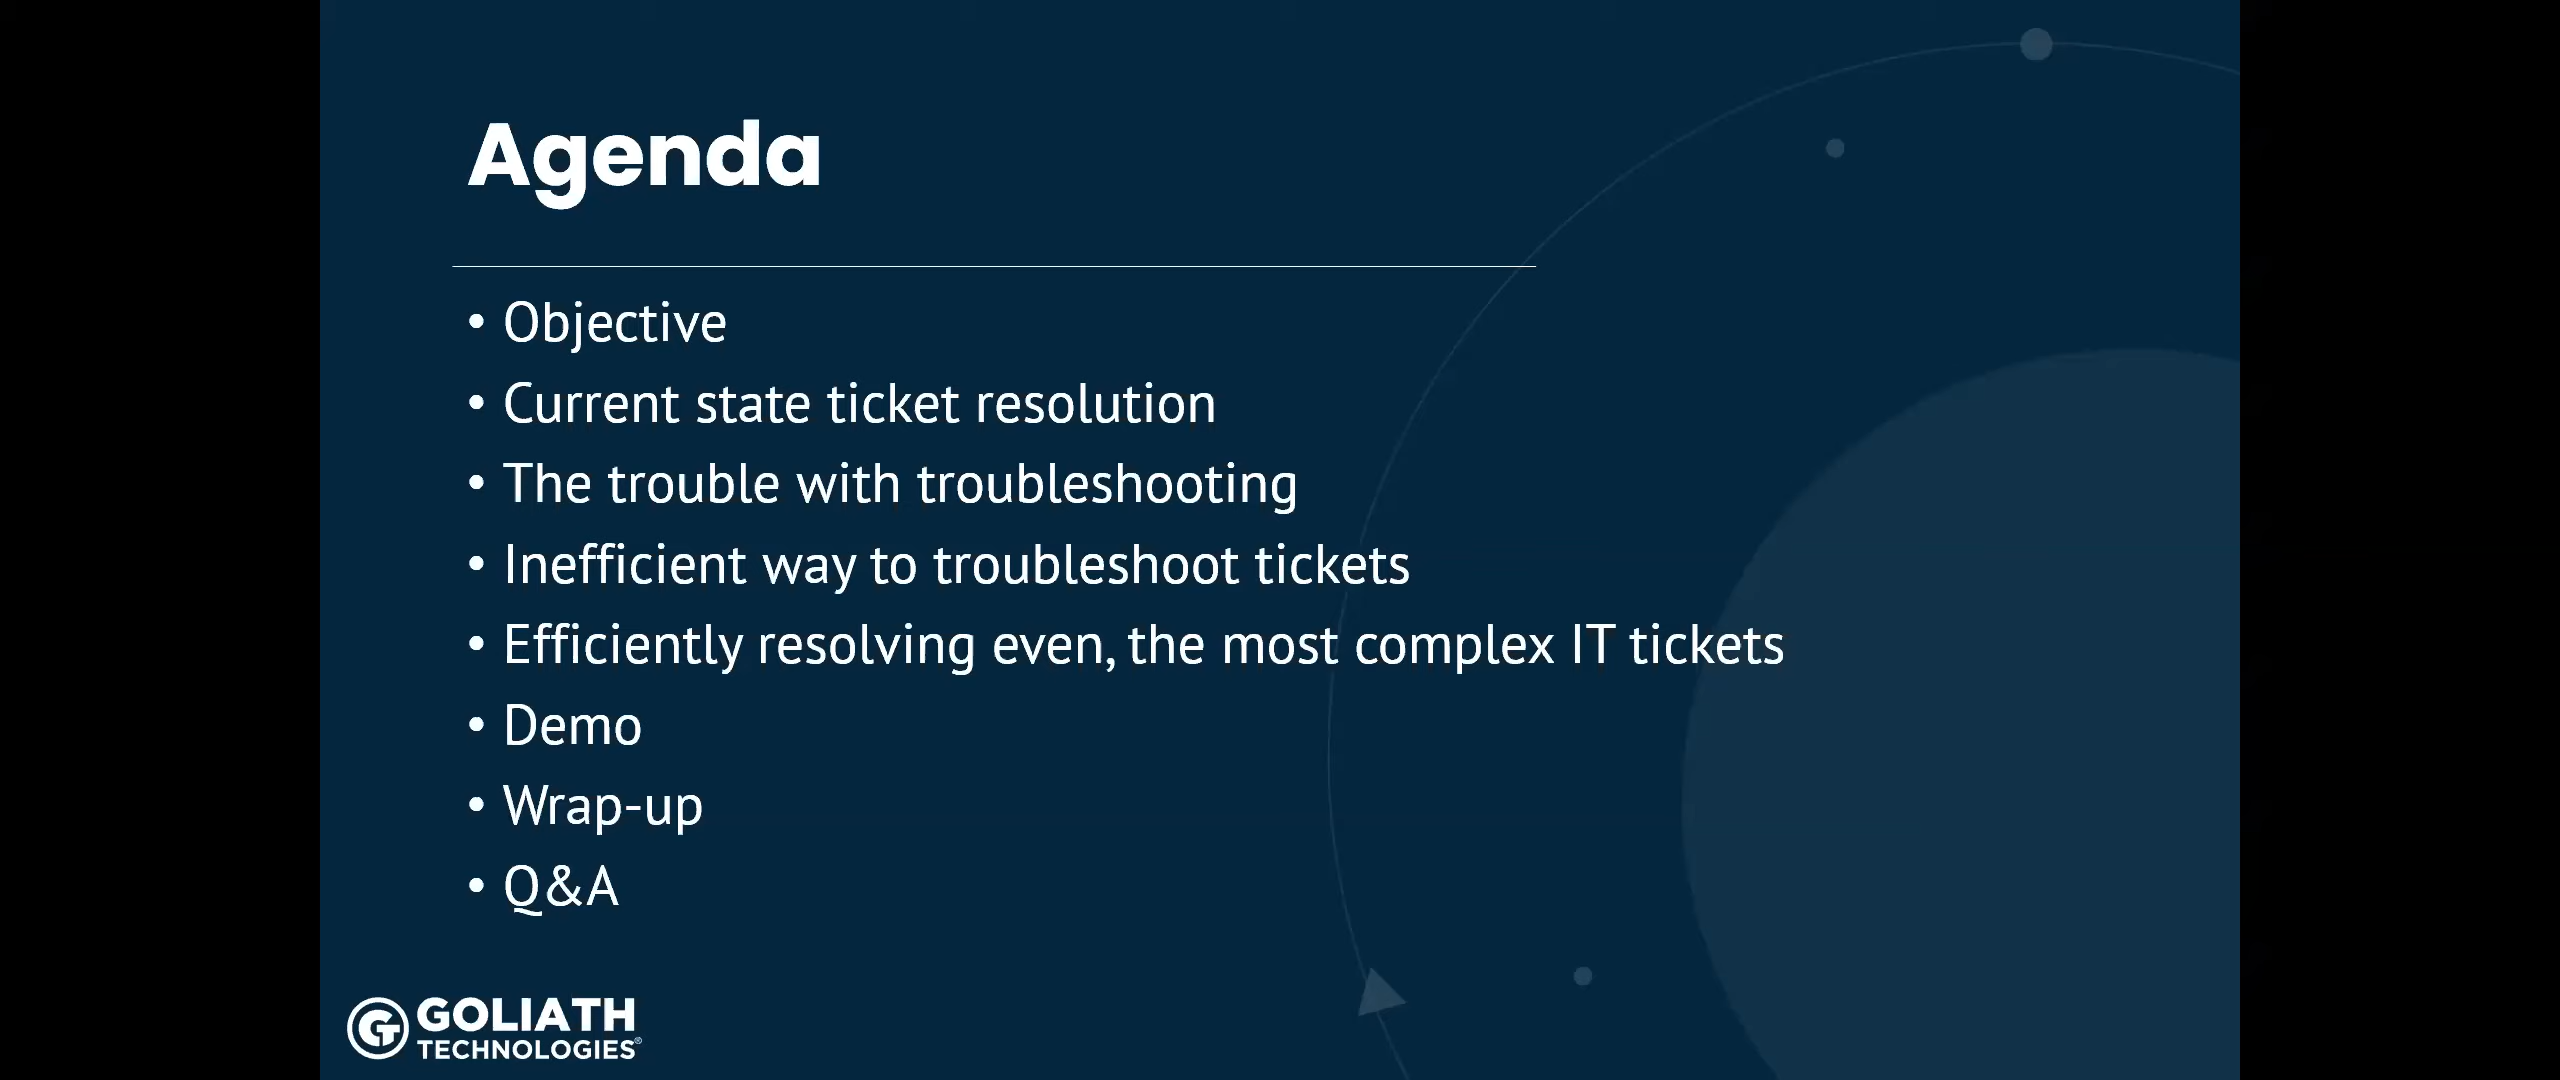 Agenda
• Objective
• Current state ticket resolution
• The trouble with troubleshooting
• Inefficient way to troubleshoot tickets
• Efficiently resolving even, the most complex IT tickets
• Demo
• Wrap-up
• Q&A
GOLIATH
TECHNOLOGIES®